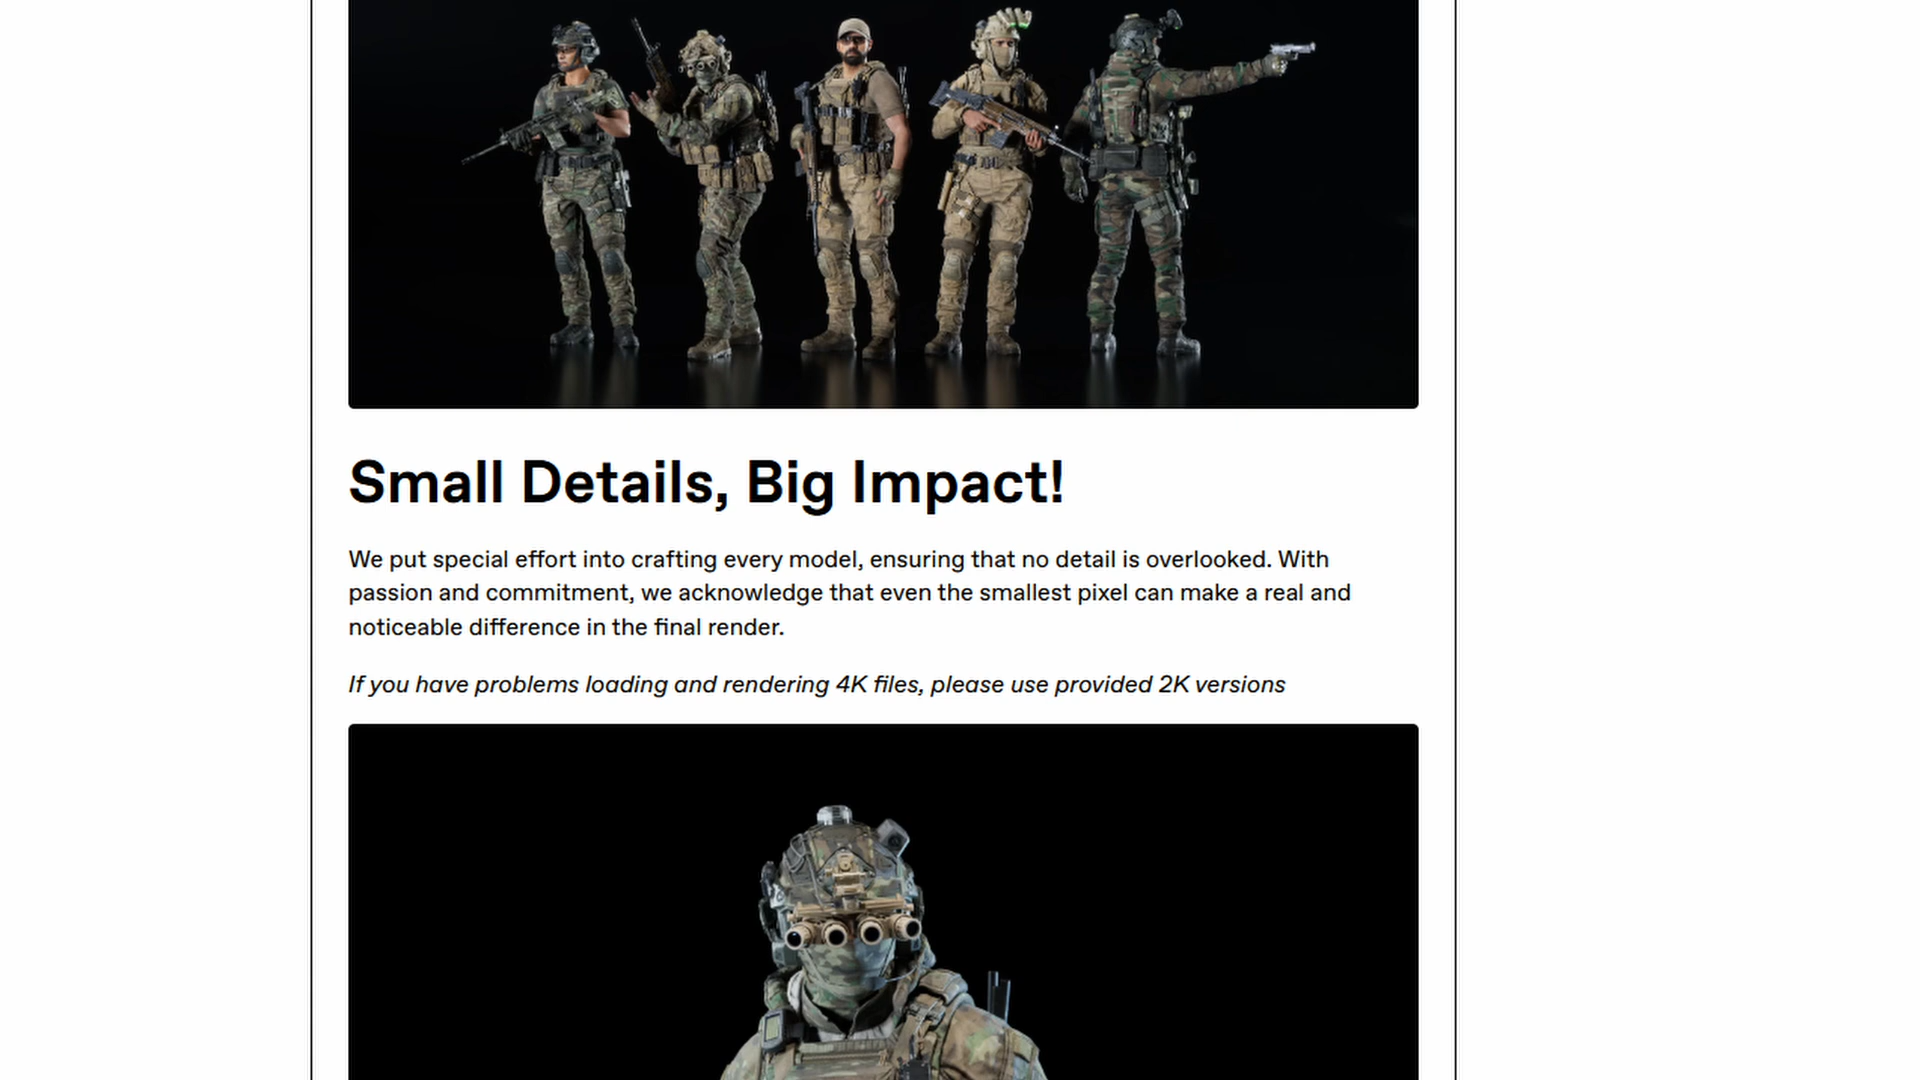 Small Details, Big Impact!
We put special effort into crafting every model, ensuring that no detail is overlooked. With
passion and commitment, we acknowledge that even the smallest pixel can make a real and
noticeable difference in the final render.
If you have problems loading and rendering 4K files, please use provided 2K versions